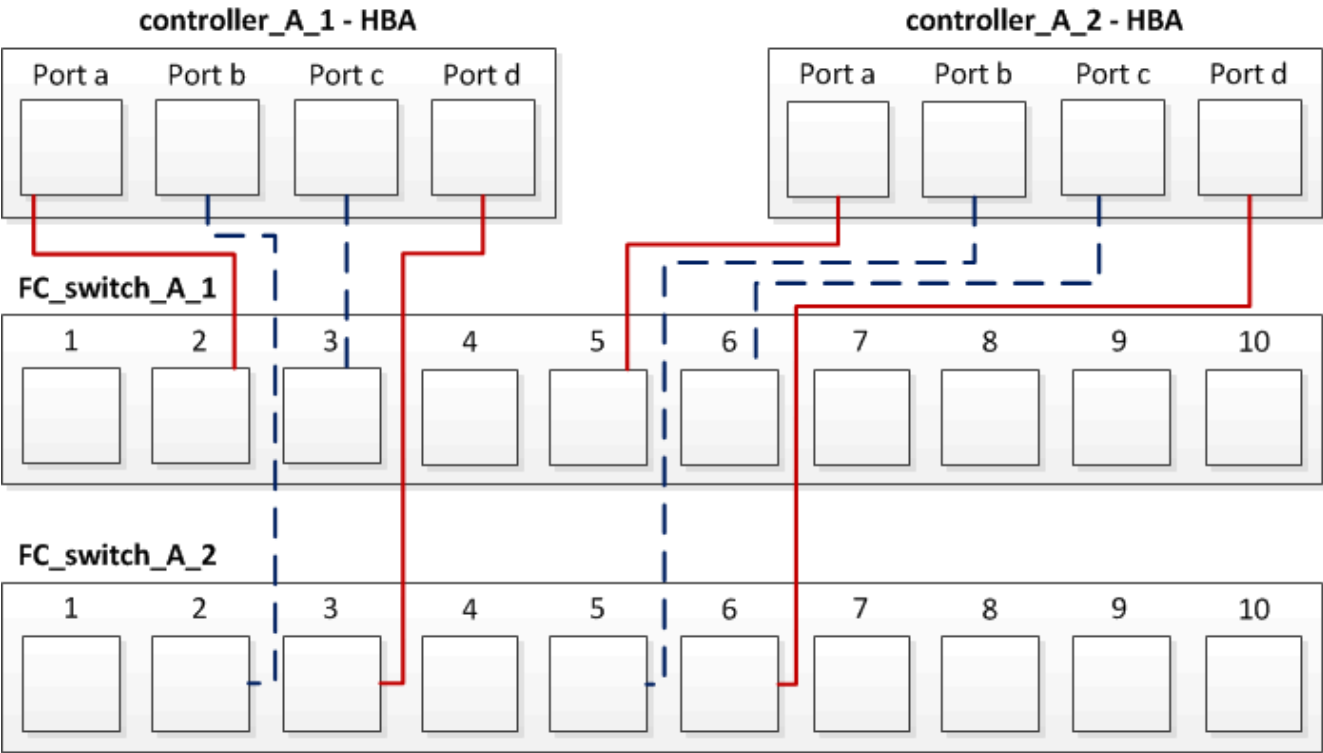 controller_A_1 - HBA controller_A_2 - HBA
Port a Port b Port c Port d Port a Port b Port c Port d
FC_switch_A_1
1 2 3 4 5 6 7 8 9 10
FC_switch_A_2
1 2 3 4 5 6 7 8 9 10